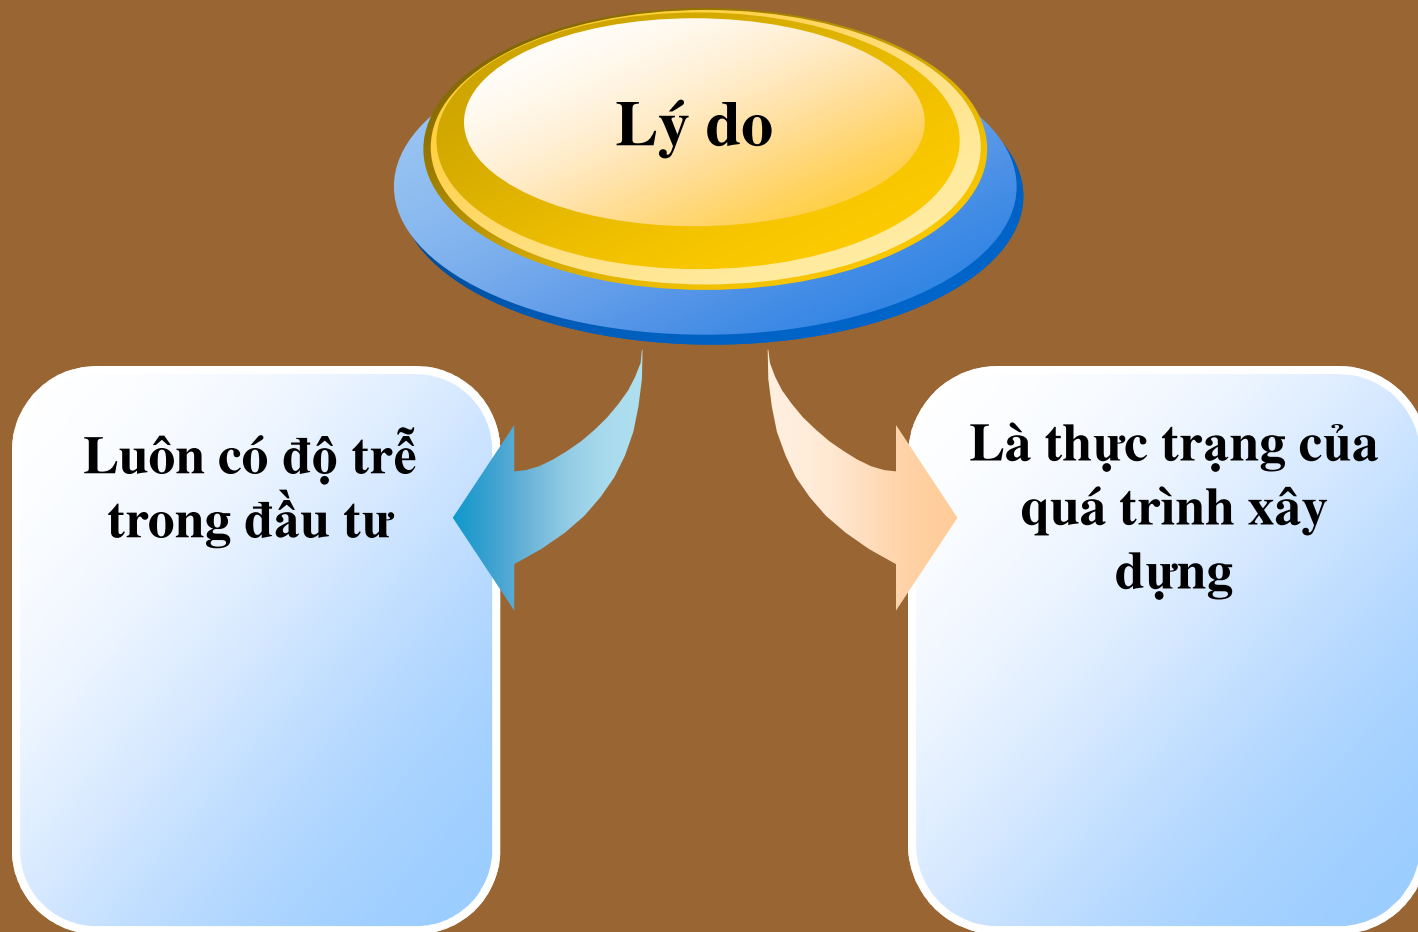 Lý do
Luôn có độ trễ
trong đầu tư
Là thực trạng của
quá trình xây
dựng